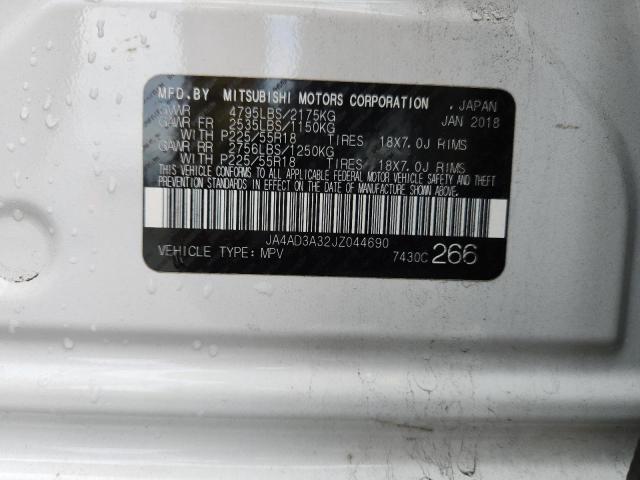 MFD.BY MITSUBISHI MOTORS CORPORATION , JAPAN
GVWR 4795LBS/2175KG JAN 2018
GAWR FR 2535LBS/1150KG
WITH P225/55R18 TIRES 18X7.0J RIMS
GAWR RR 2756LBS/1250KG
WITH P225/55R18 TIRES 18X7.0J RIMS
THIS VEHICLE CONFORMS TO ALL APPLICABLE FEDERAL MOTOR VEHICLE SAFETY AND THEFT
PREVENTION STANDARDS IN EFFECT ON THE DATE OF MANUFACTURE SHOWN ABOVE.
JA4AD3A32JZ044690
VEHICLE TYPE: MPV 7430C 266